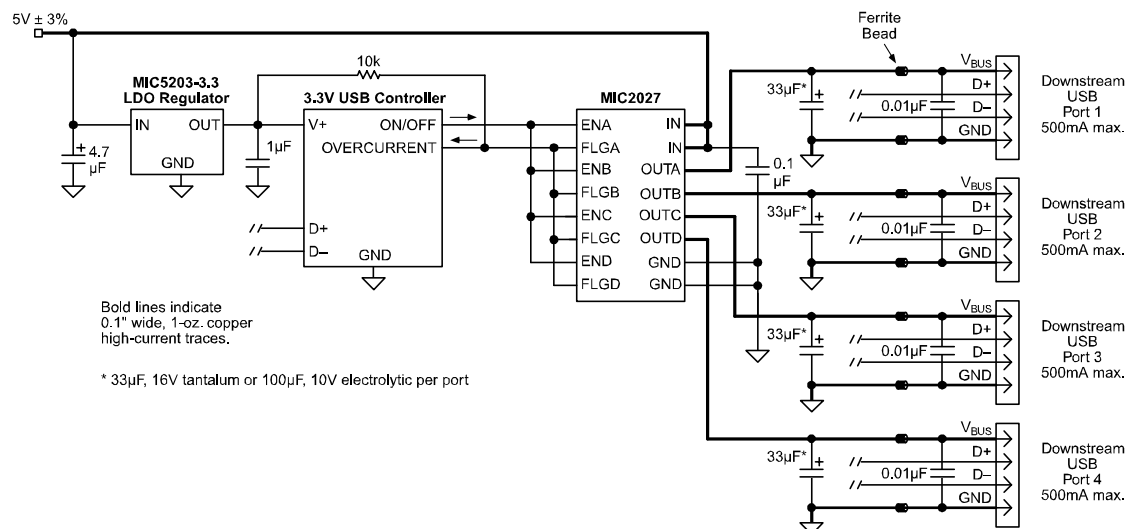 5V ± 3%
Ferrite
Bead
MIC5203-3.3
LDO Regulator
IN
OUT
GND
+
4.7
µF
1µF
10k
3.3V USB Controller
V+
ON/OFF
OVERCURRENT
D+
D–
GND
MIC2027
ENA
FLGA
ENB
FLGB
ENC
FLGC
END
FLGD
IN
IN
OUTA
OUTB
OUTC
OUTD
GND
GND
0.1
µF
33µF*
+
0.01µF
VBUS
D+
D–
GND
Downstream
USB
Port 1
500mA max.
33µF*
+
0.01µF
VBUS
D+
D–
GND
Downstream
USB
Port 2
500mA max.
33µF*
+
0.01µF
VBUS
D+
D–
GND
Downstream
USB
Port 3
500mA max.
33µF*
+
0.01µF
VBUS
D+
D–
GND
Downstream
USB
Port 4
500mA max.
Bold lines indicate
0.1" wide, 1-oz. copper
high-current traces.
* 33µF, 16V tantalum or 100µF, 10V electrolytic per port